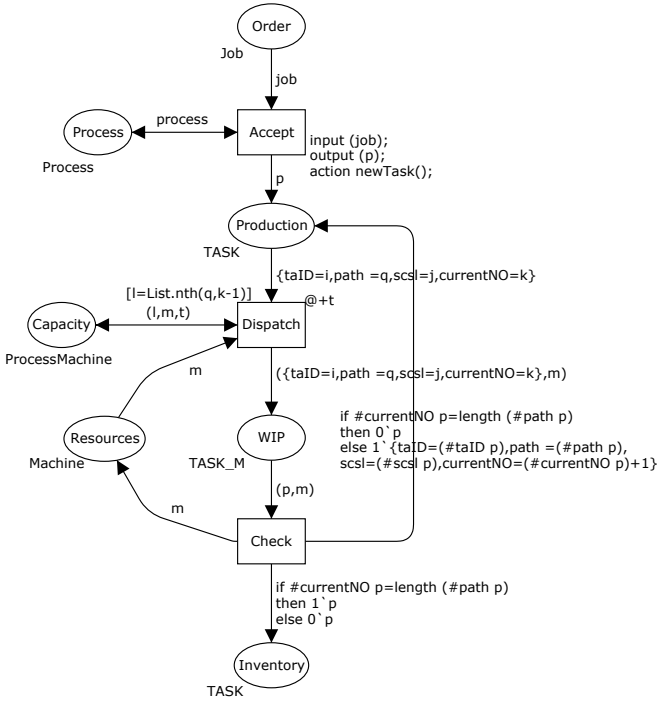 Order
Job
job
process
Process
Accept
Process
input (job);
output (p);
action newTask();
p
Production
TASK
{taID=i,path =q,scsl=j,currentNO=k}
[l=List.nth(q,k-1)]
@+t
(l,m,t)
Capacity
Dispatch
ProcessMachine
m
({taID=i,path =q,scsl=j,currentNO=k},m)
if #currentNO p=length (#path p)
then 0`p
else 1`{taID=(#taID p),path =(#path p),
scsl=(#scsl p),currentNO=(#currentNO p)+1}
Resources
WIP
Machine
TASK_M
(p,m)
m
Check
if #currentNO p=length (#path p)
then 1`p
else 0`p
Inventory
TASK